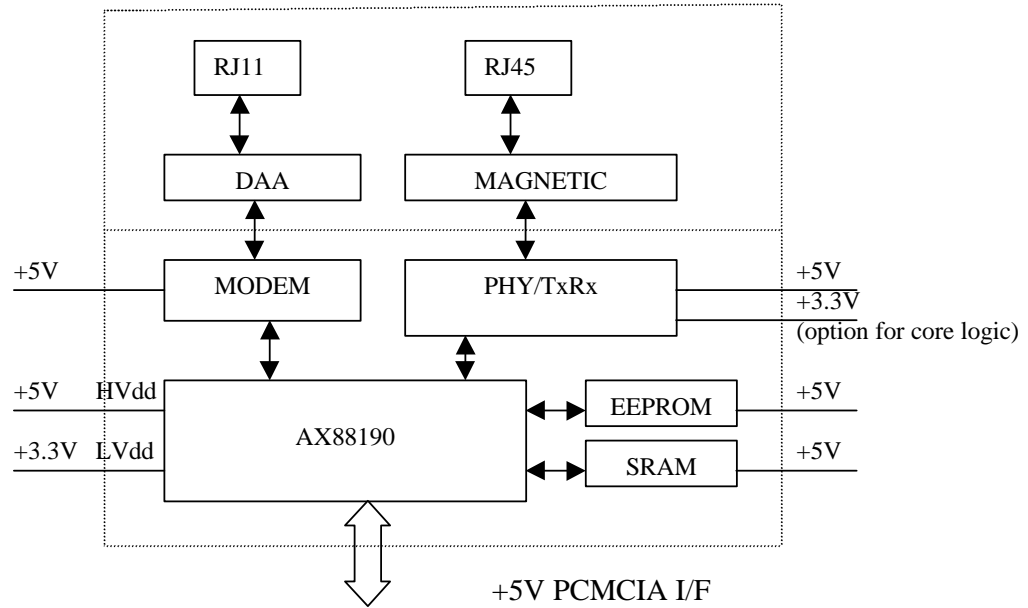 RJ11
RJ45
DAA
MAGNETIC
+5V
MODEM
PHY/TxRx
+5V
+3.3V
(option for core logic)
+5V HVdd
EEPROM
+5V
AX88190
+3.3V LVdd
SRAM
+5V
+5V PCMCIA I/F